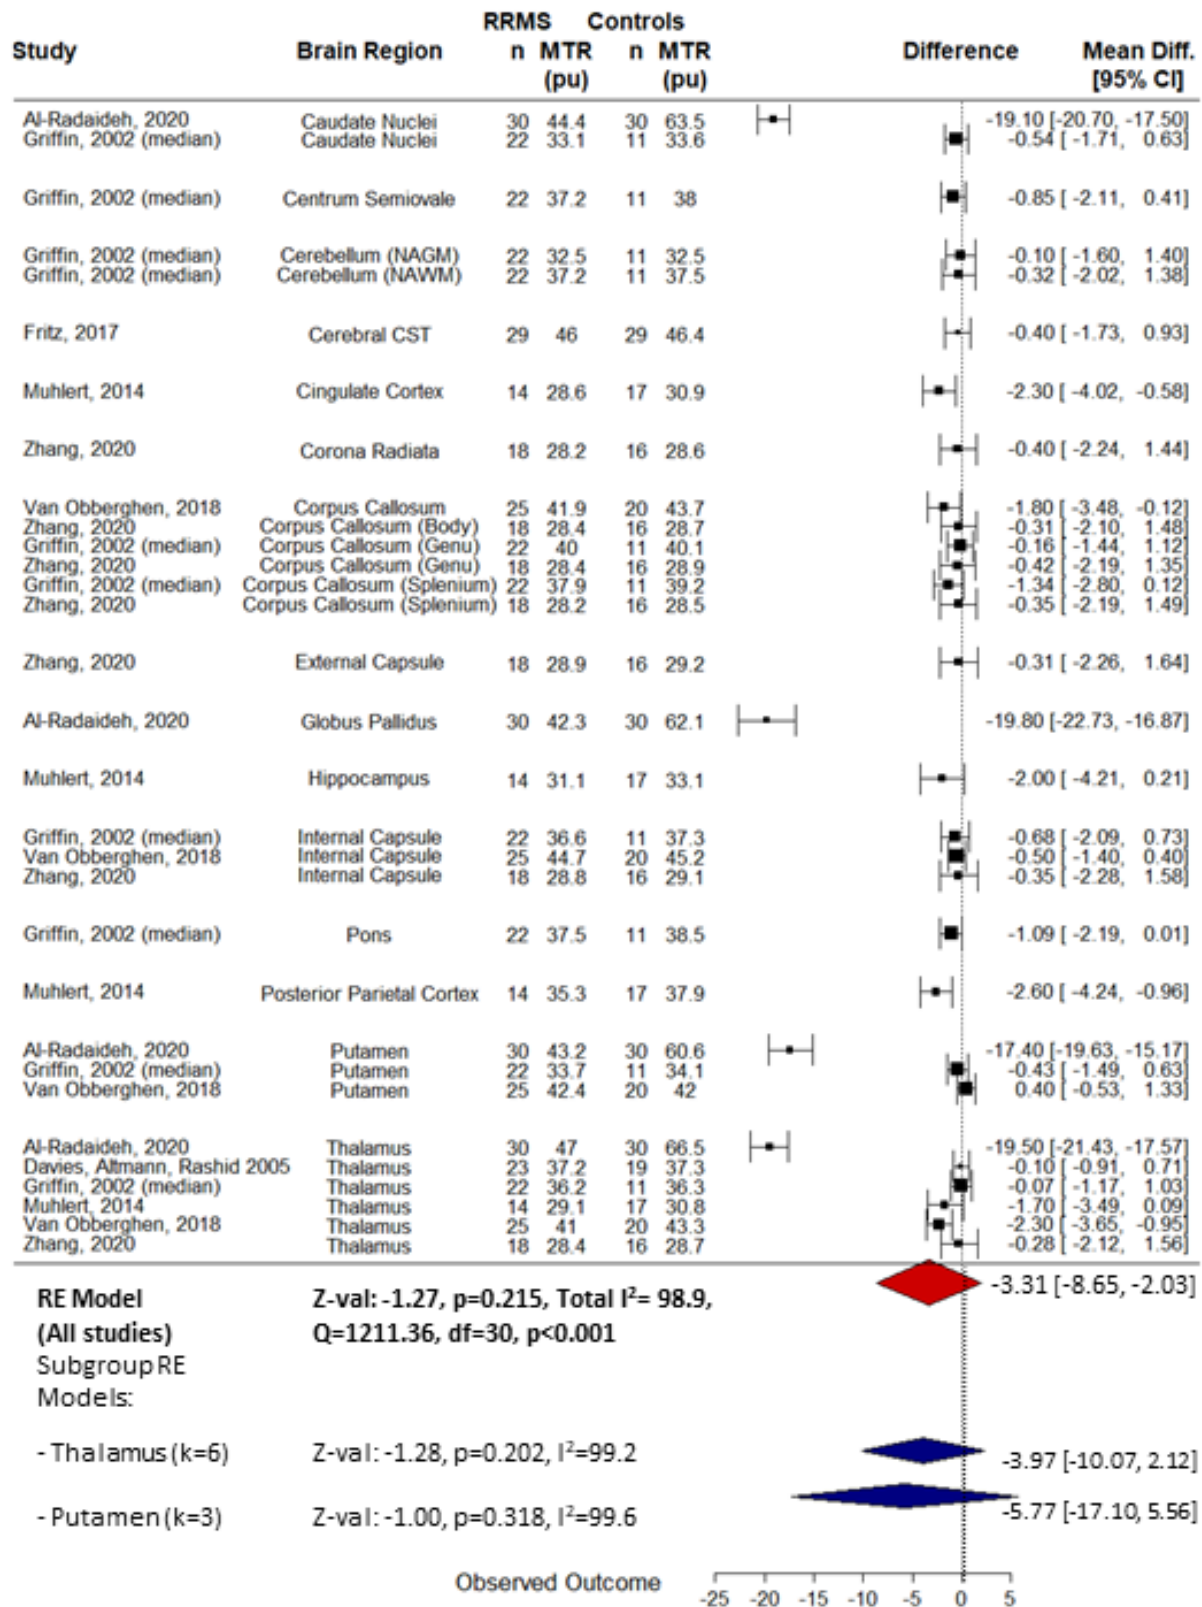 RRMS Controls
Study Brain Region n MTR n MTR Difference Mean Diff.
(pu) (pu) [95% CI]
Al-Radaideh, 2020 Caudate Nuclei 30 44.4 30 63.5 -19.10 [-20.70, -17.50]
Griffin, 2002 (median) Caudate Nuclei 22 33.1 11 33.6 -0.54 [ -1.71, 0.63]
Griffin, 2002 (median) Centrum Semiovale 22 37.2 11 38 -0.85 [ -2.11, 0.41]
Griffin, 2002 (median) Cerebellum (NAGM) 22 32.5 11 32.5 -0.10 [ -1.60, 1.40]
Griffin, 2002 (median) Cerebellum (NAWM) 22 37.2 11 37.5 -0.32 [ -2.02, 1.38]
Fritz, 2017 Cerebral CST 29 46 29 46.4 -0.40 [ -1.73, 0.93]
Muhlert, 2014 Cingulate Cortex 14 28.6 17 30.9 -2.30 [ -4.02, -0.58]
Zhang, 2020 Corona Radiata 18 28.2 16 28.6 -0.40 [ -2.24, 1.44]
Van Obberghen, 2018 Corpus Callosum 25 41.9 20 43.7 -1.80 [ -3.48, -0.12]
Zhang, 2020 Corpus Callosum (Body) 18 28.4 16 28.7 -0.31 [ -2.10, 1.48]
Griffin, 2002 (median) Corpus Callosum (Genu) 22 40 11 40.1 -0.16 [ -1.44, 1.12]
Zhang, 2020 Corpus Callosum (Genu) 18 28.4 16 28.9 -0.42 [ -2.19, 1.35]
Griffin, 2002 (median) Corpus Callosum (Splenium) 22 37.9 11 39.2 -1.34 [ -2.80, 0.12]
Zhang, 2020 Corpus Callosum (Splenium) 18 28.2 16 28.5 -0.35 [ -2.19, 1.49]
Zhang, 2020 External Capsule 18 28.9 16 29.2 -0.31 [ -2.26, 1.64]
Al-Radaideh, 2020 Globus Pallidus 30 42.3 30 62.1 -19.80 [-22.73, -16.87]
Muhlert, 2014 Hippocampus 14 31.1 17 33.1 -2.00 [ -4.21, 0.21]
Griffin, 2002 (median) Internal Capsule 22 36.6 11 37.3 -0.68 [ -2.09, 0.73]
Van Obberghen, 2018 Internal Capsule 25 44.7 20 45.2 -0.50 [ -1.40, 0.40]
Zhang, 2020 Internal Capsule 18 28.8 16 29.1 -0.35 [ -2.28, 1.58]
Griffin, 2002 (median) Pons 22 37.5 11 38.5 -1.09 [ -2.19, 0.01]
Muhlert, 2014 Posterior Parietal Cortex 14 35.3 17 37.9 -2.60 [ -4.24, -0.96]
Al-Radaideh, 2020 Putamen 30 43.2 30 60.6 -17.40 [-19.63, -15.17]
Griffin, 2002 (median) Putamen 22 33.7 11 34.1 -0.43 [ -1.49, 0.63]
Van Obberghen, 2018 Putamen 25 42.4 20 42 0.40 [ -0.53, 1.33]
Al-Radaideh, 2020 Thalamus 30 47 30 66.5 -19.50 [-21.43, -17.57]
Davies, Altmann, Rashid 2005 Thalamus 23 37.2 19 37.3 -0.10 [ -0.91, 0.71]
Griffin, 2002 (median) Thalamus 22 36.2 11 36.3 -0.07 [ -1.17, 1.03]
Muhlert, 2014 Thalamus 14 29.1 17 30.8 -1.70 [ -3.49, 0.09]
Van Obberghen, 2018 Thalamus 25 41 20 43.3 -2.30 [ -3.65, -0.95]
Zhang, 2020 Thalamus 18 28.4 16 28.7 -0.28 [ -2.12, 1.56]
RE Model Z-val: -1.27, p=0.215, Total I²= 98.9, -3.31 [-8.65, -2.03]
(All studies) Q=1211.36, df=30, p<0.001
Subgroup RE
Models:
- Thalamus (k=6) Z-val: -1.28, p=0.202, I²=99.2 -3.97 [-10.07, 2.12]
- Putamen (k=3) Z-val: -1.00, p=0.318, I²=99.6 -5.77 [-17.10, 5.56]
Observed Outcome
-25 -20 -15 -10 -5 0 5